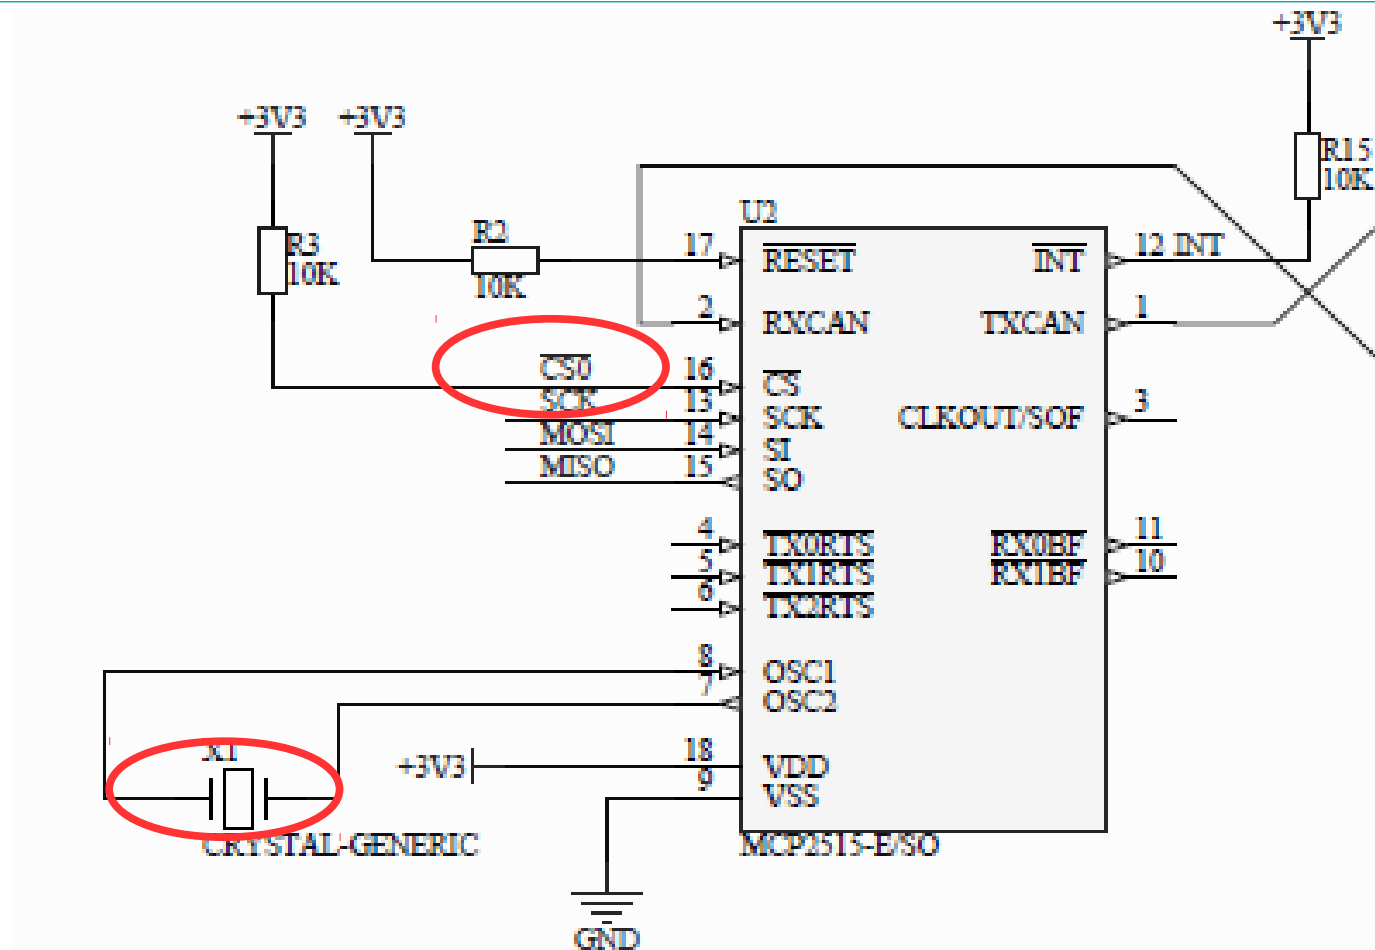 +3V3
+3V3 +3V3
R15
10K
U2
R3
10K
R2
10K
17 RESET INT 12 INT
2 RXCAN TXCAN 1
CS0 16 CS
SCK 13 SCK CLKOUT/SOF 3
MOSI 14 SI
MISO 15 SO
4 TX0RTS RX0BF 11
5 TX1RTS RX1BF 10
6 TX2RTS
8 OSC1
7 OSC2
X1
+3V3 18 VDD
9 VSS
CRYSTAL-GENERIC
MCP2515-E/SO
GND